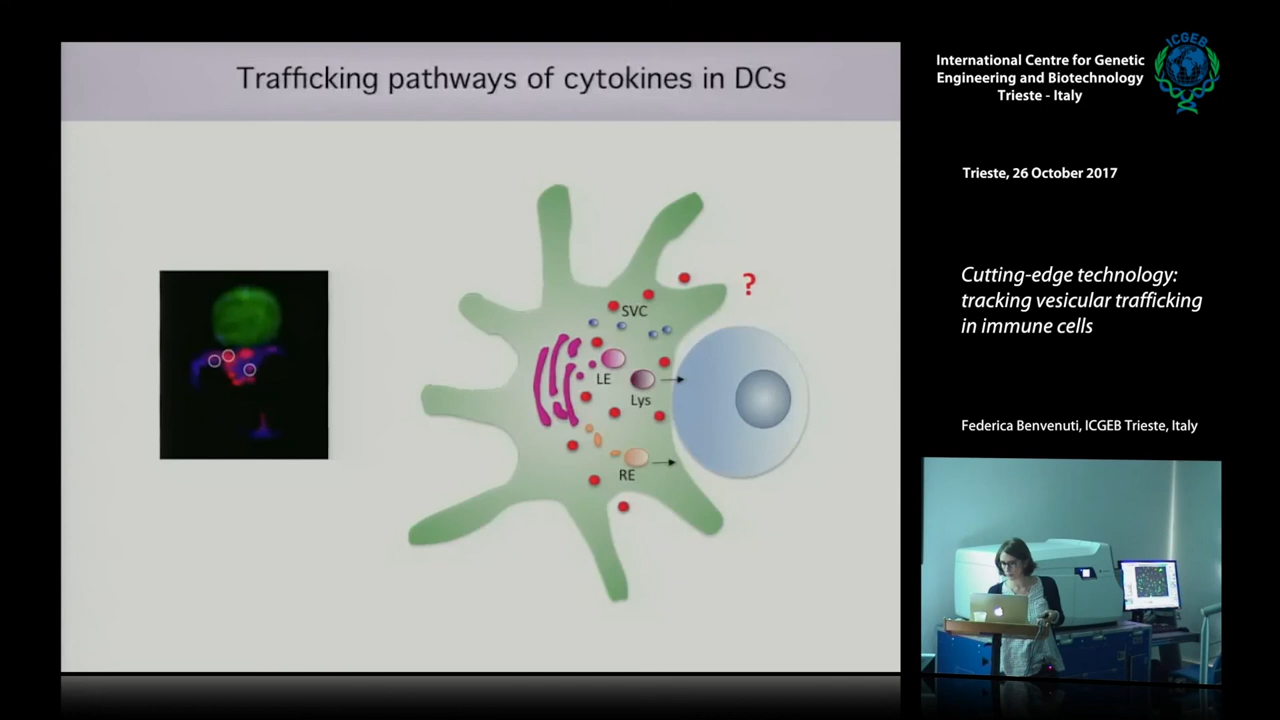 Trafficking pathways of cytokines in DCs
?
SVC
LE
Lys
RE
ICGEB
International Centre for Genetic
Engineering and Biotechnology
Trieste - Italy
Trieste, 26 October 2017
Cutting-edge technology:
tracking vesicular trafficking
in immune cells
Federica Benvenuti, ICGEB Trieste, Italy